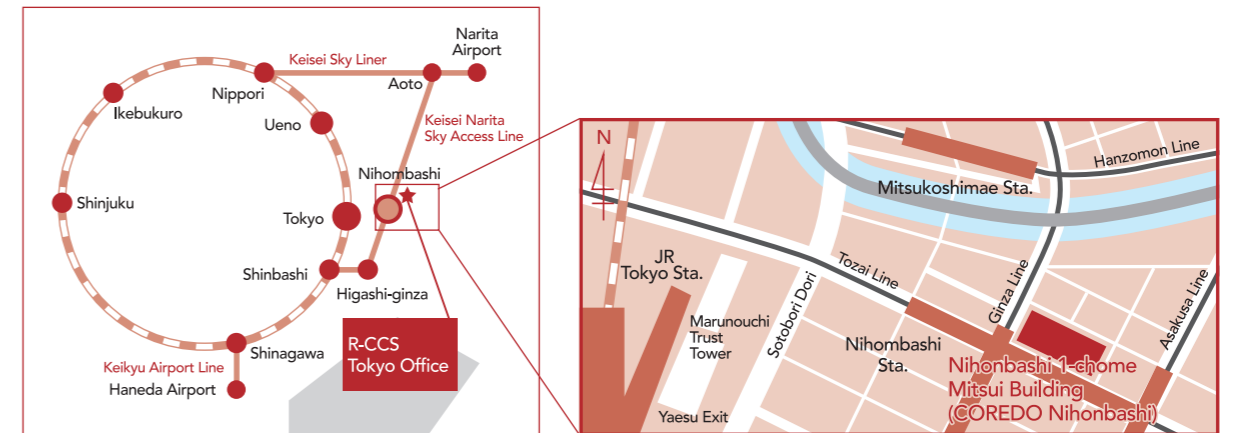 Narita
Airport
Keisei Sky Liner
Nippori
Aoto
Ikebukuro
Ueno
Keisei Narita
Sky Access Line
Nihombashi
Shinjuku
Tokyo
Shinbashi
Higashi-ginza
R-CCS
Tokyo Office
Shinagawa
Keikyu Airport Line
Haneda Airport
N
Hanzomon Line
Mitsukoshimae Sta.
JR
Tokyo Sta.
Tozai Line
Ginza Line
Asakusa Line
Sotobori Dori
Marunouchi
Trust
Tower
Nihombashi
Sta.
Nihonbashi 1-chome
Mitsui Building
(COREDO Nihonbashi)
Yaesu Exit